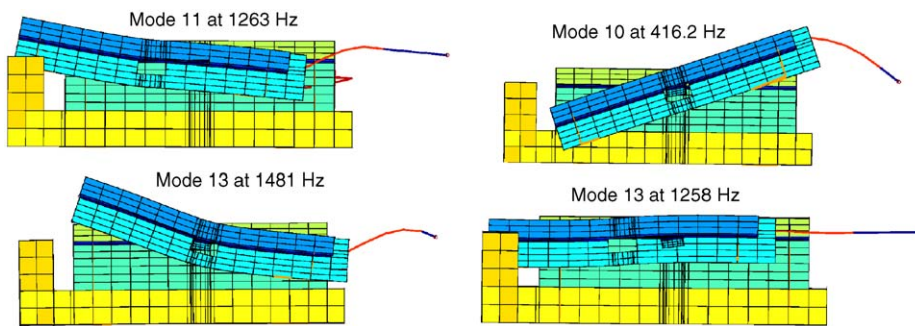 Mode 11 at 1263 Hz
Mode 10 at 416.2 Hz
Mode 13 at 1481 Hz
Mode 13 at 1258 Hz